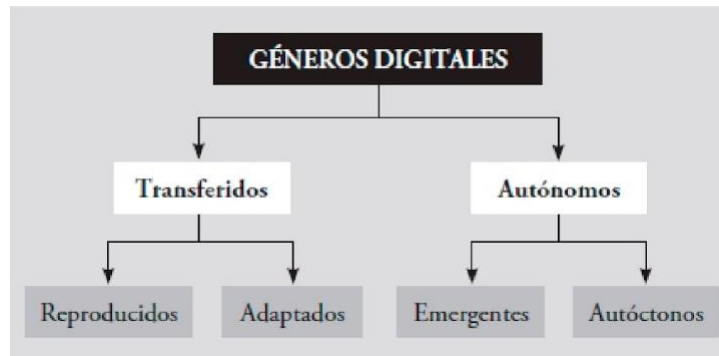 GÉNEROS DIGITALES
Transferidos
Autónomos
Reproducidos
Adaptados
Emergentes
Autóctonos